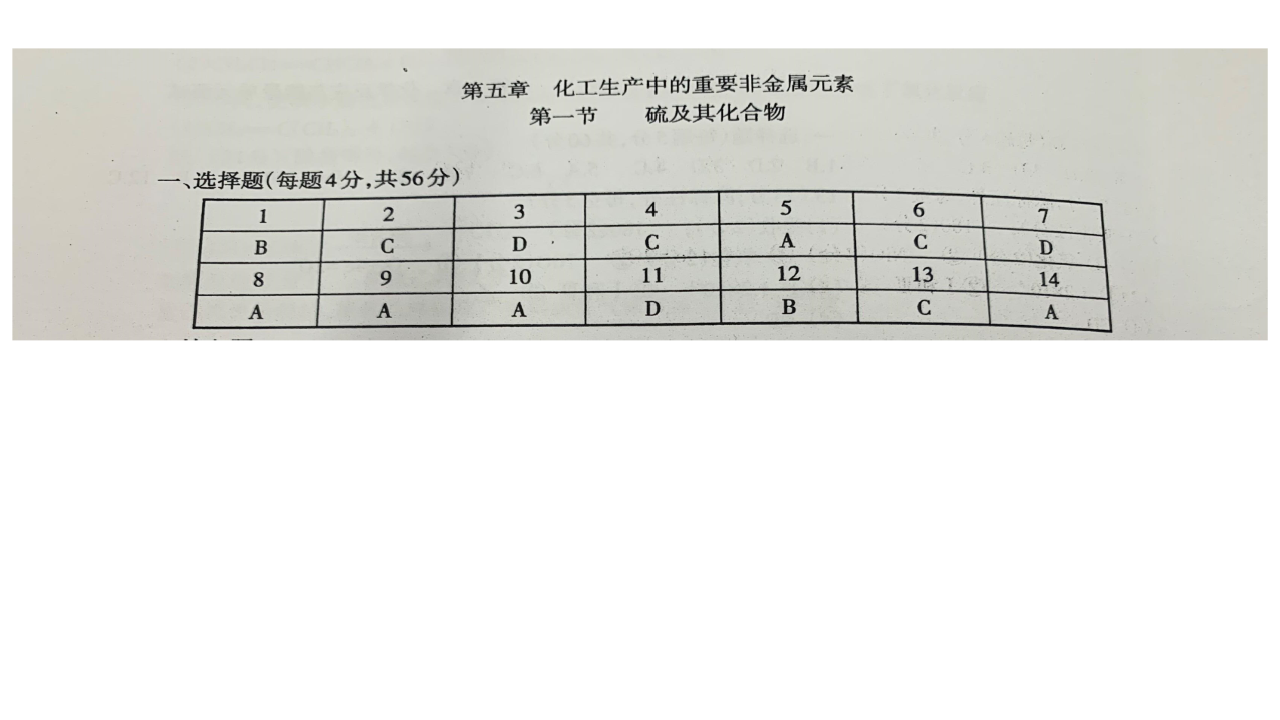 第五章 化工生产中的重要非金属元素
第一节 硫及其化合物
一、选择题(每题4分,共56分)
1 2 3 4 5 6 7
B C D C A C D
8 9 10 11 12 13 14
A A A D B C A